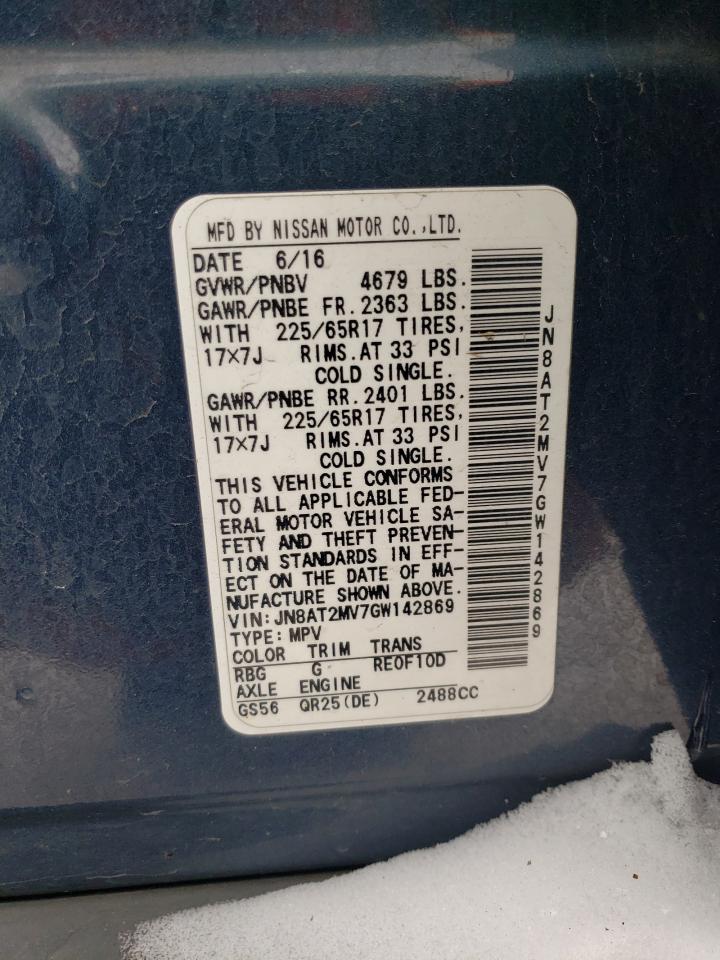 MFD BY NISSAN MOTOR CO.,LTD.
DATE 6/16
GVWR/PNBV 4679 LBS.
GAWR/PNBE FR.2363 LBS.
WITH 225/65R17 TIRES,
17×7J RIMS.AT 33 PSI
COLD SINGLE.
GAWR/PNBE RR.2401 LBS.
WITH 225/65R17 TIRES,
17×7J RIMS.AT 33 PSI
COLD SINGLE.
THIS VEHICLE CONFORMS
TO ALL APPLICABLE FED-
ERAL MOTOR VEHICLE SA-
FETY AND THEFT PREVEN-
TION STANDARDS IN EFF-
ECT ON THE DATE OF MA-
NUFACTURE SHOWN ABOVE.
VIN:JN8AT2MV7GW142869
TYPE:MPV
COLOR TRIM TRANS
RBG G RE0F10D
AXLE ENGINE
GS56 QR25(DE) 2488CC
JN8AT2MV7GW142869